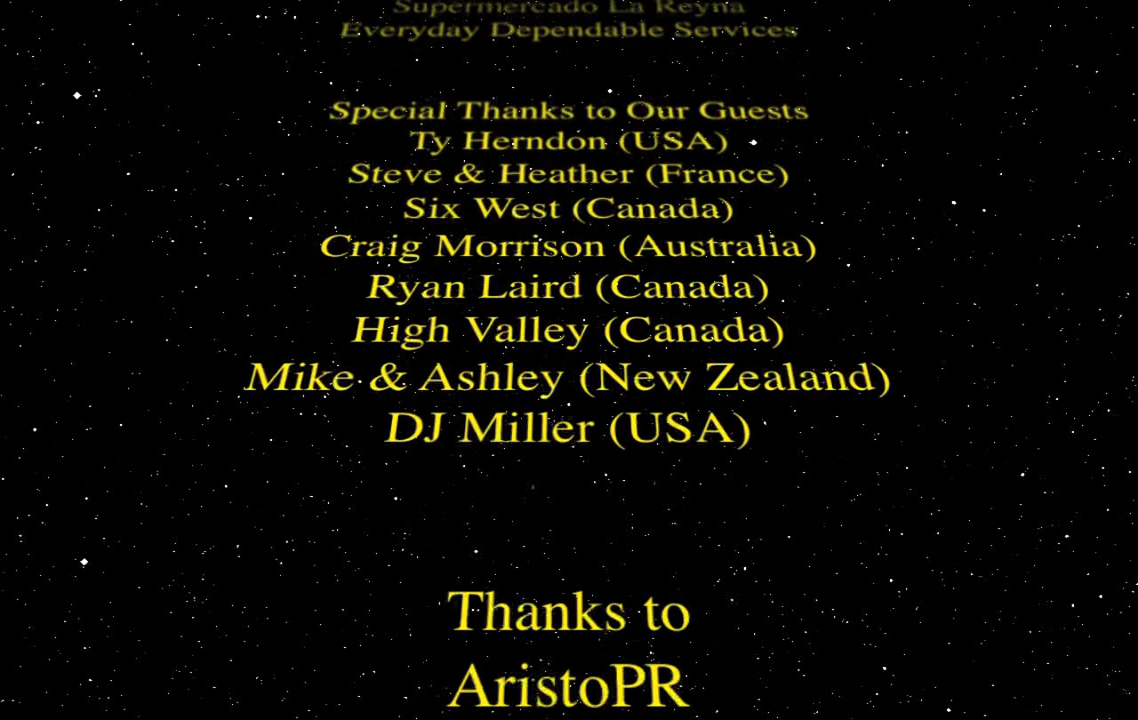 Supermercado La Reyna
Everyday Dependable Services
Special Thanks to Our Guests
Ty Herndon (USA)
Steve & Heather (France)
Six West (Canada)
Craig Morrison (Australia)
Ryan Laird (Canada)
High Valley (Canada)
Mike & Ashley (New Zealand)
DJ Miller (USA)
Thanks to
AristoPR